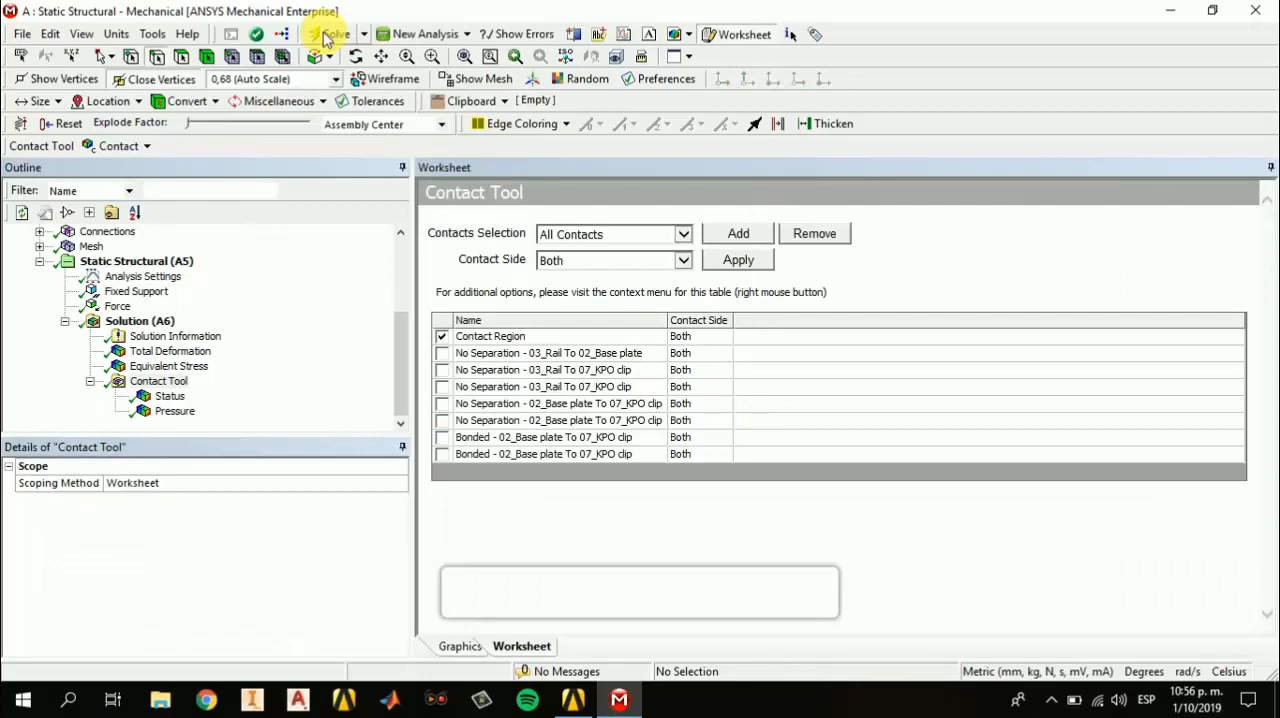 A : Static Structural - Mechanical [ANSYS Mechanical Enterprise]
File Edit View Units Tools Help Solve New Analysis ?/ Show Errors A Worksheet i
Show Vertices Close Vertices 0,68 (Auto Scale) Wireframe Show Mesh Random Preferences
Size Location Convert Miscellaneous Tolerances Clipboard [ Empty ]
Reset Explode Factor: Assembly Center Edge Coloring Thicken
Contact Tool Contact
Outline
Filter: Name
Connections
Mesh
Static Structural (A5)
Analysis Settings
Fixed Support
Force
Solution (A6)
Solution Information
Total Deformation
Equivalent Stress
Contact Tool
Status
Pressure
Details of "Contact Tool"
Scope
Scoping Method Worksheet
Worksheet
Contact Tool
Contacts Selection All Contacts Add Remove
Contact Side Both Apply
For additional options, please visit the context menu for this table (right mouse button)
Name Contact Side
Contact Region Both
No Separation - 03_Rail To 02_Base plate Both
No Separation - 03_Rail To 07_KPO clip Both
No Separation - 03_Rail To 07_KPO clip Both
No Separation - 02_Base plate To 07_KPO clip Both
No Separation - 02_Base plate To 07_KPO clip Both
Bonded - 02_Base plate To 07_KPO clip Both
Bonded - 02_Base plate To 07_KPO clip Both
Graphics Worksheet
0 No Messages No Selection Metric (mm, kg, N, s, mV, mA) Degrees rad/s Celsius
ESP 10:56 p. m.
1/10/2019